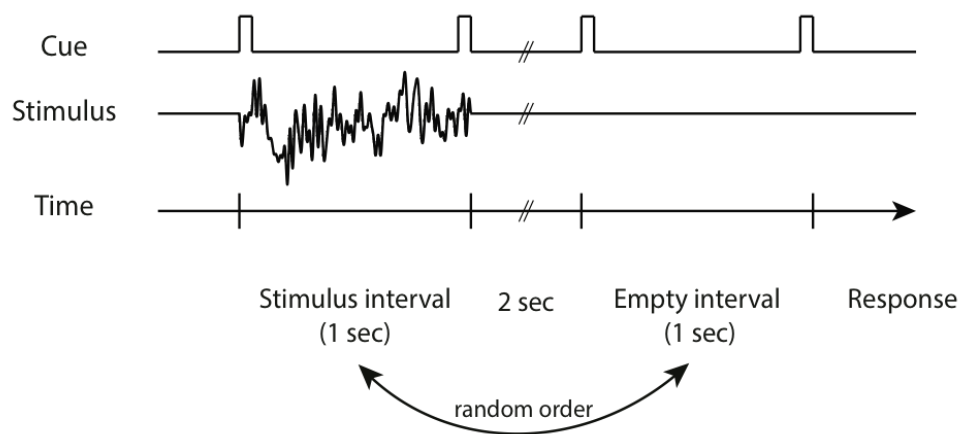 Cue
Stimulus
Time
Stimulus interval 2 sec Empty interval Response
(1 sec) (1 sec)
random order